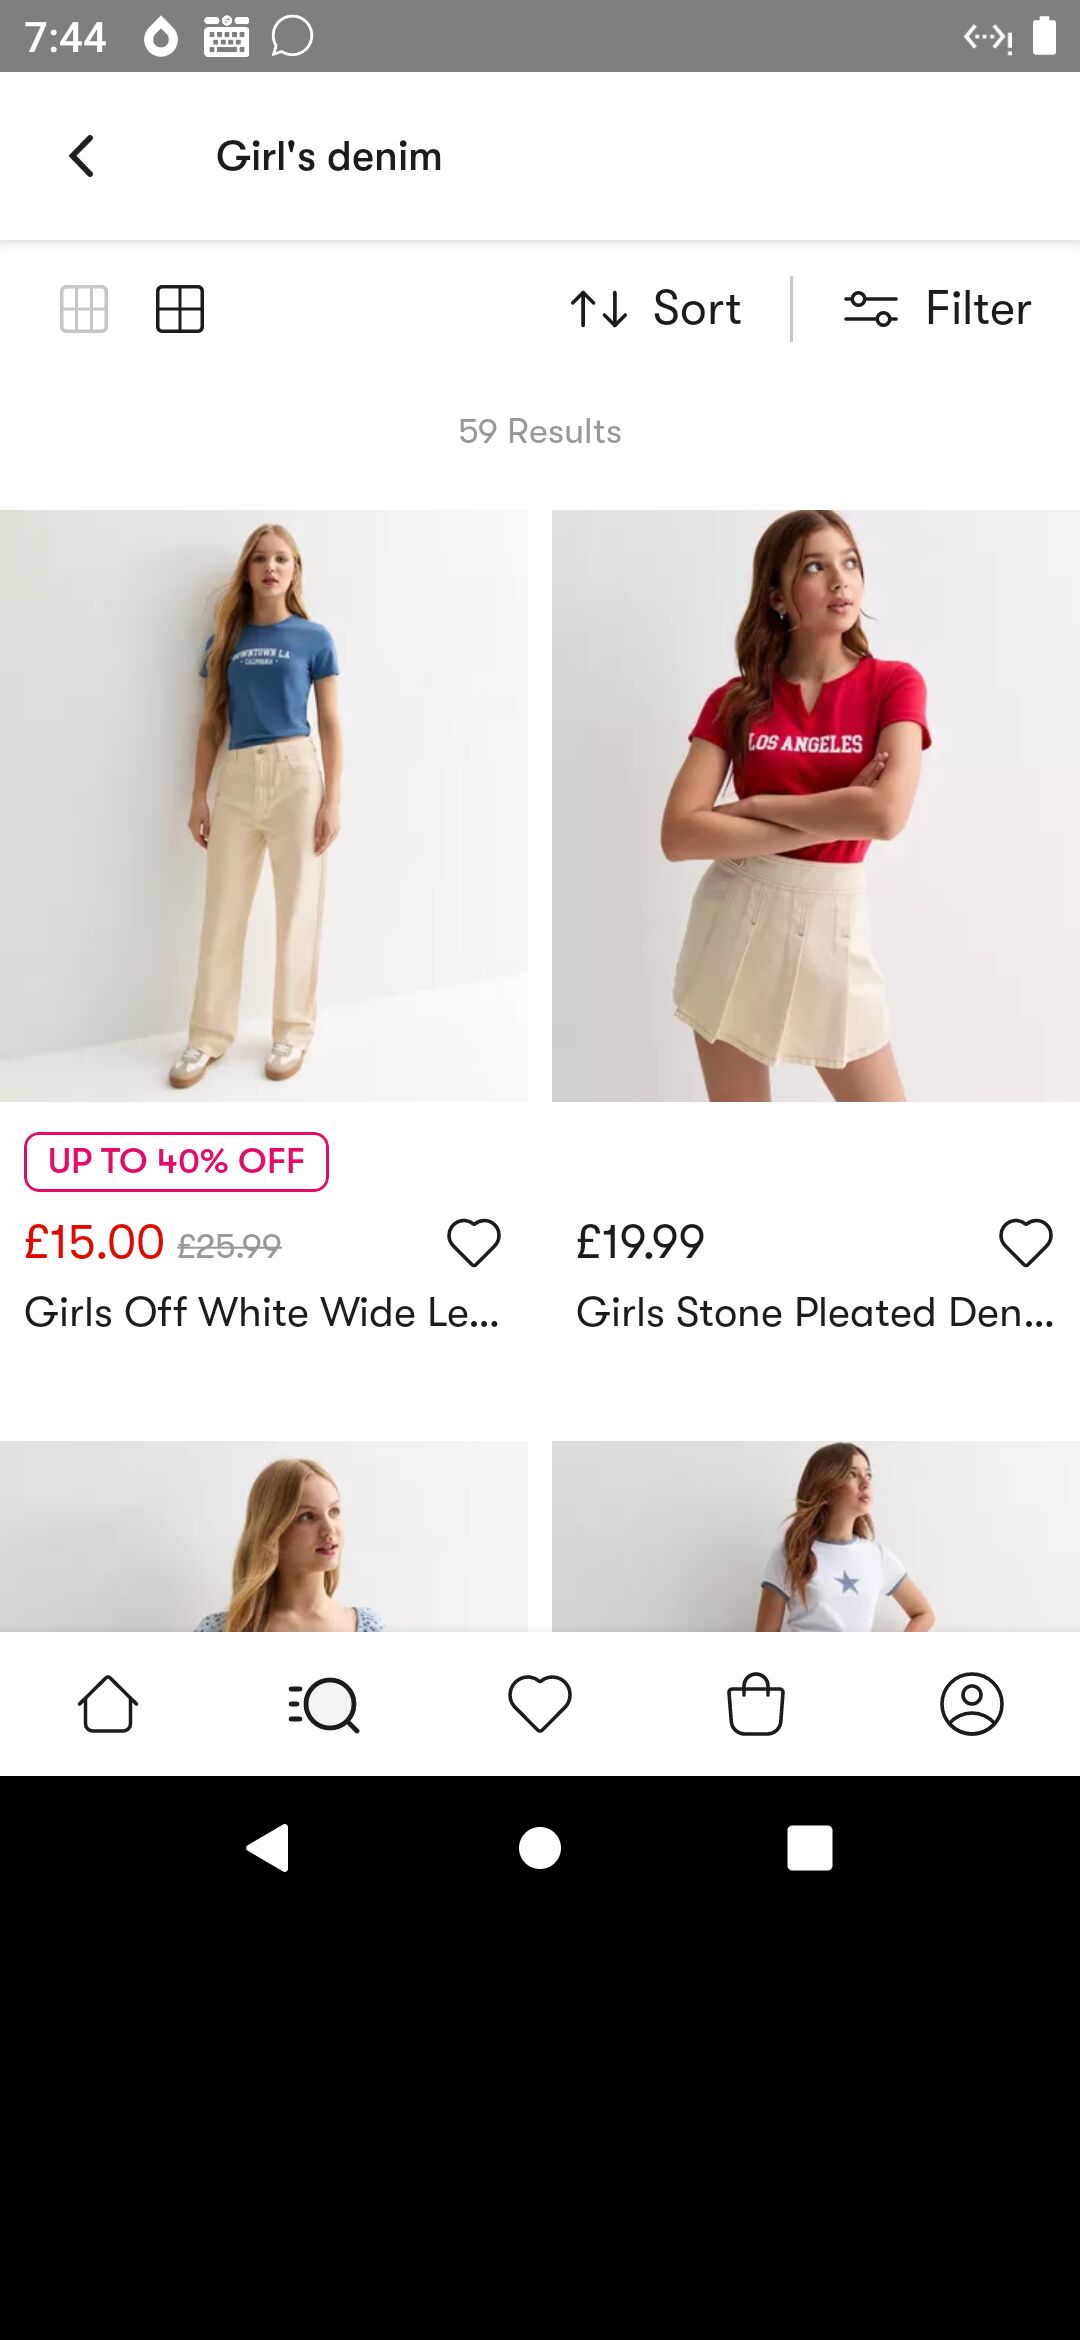 7:44
Girl's denim
Sort
Filter
59 Results
DOWNTOWN L.A
• CALIFORNIA •
LOS ANGELES
UP TO 40% OFF
£15.00 £25.99
£19.99
Girls Off White Wide Le...
Girls Stone Pleated Den...